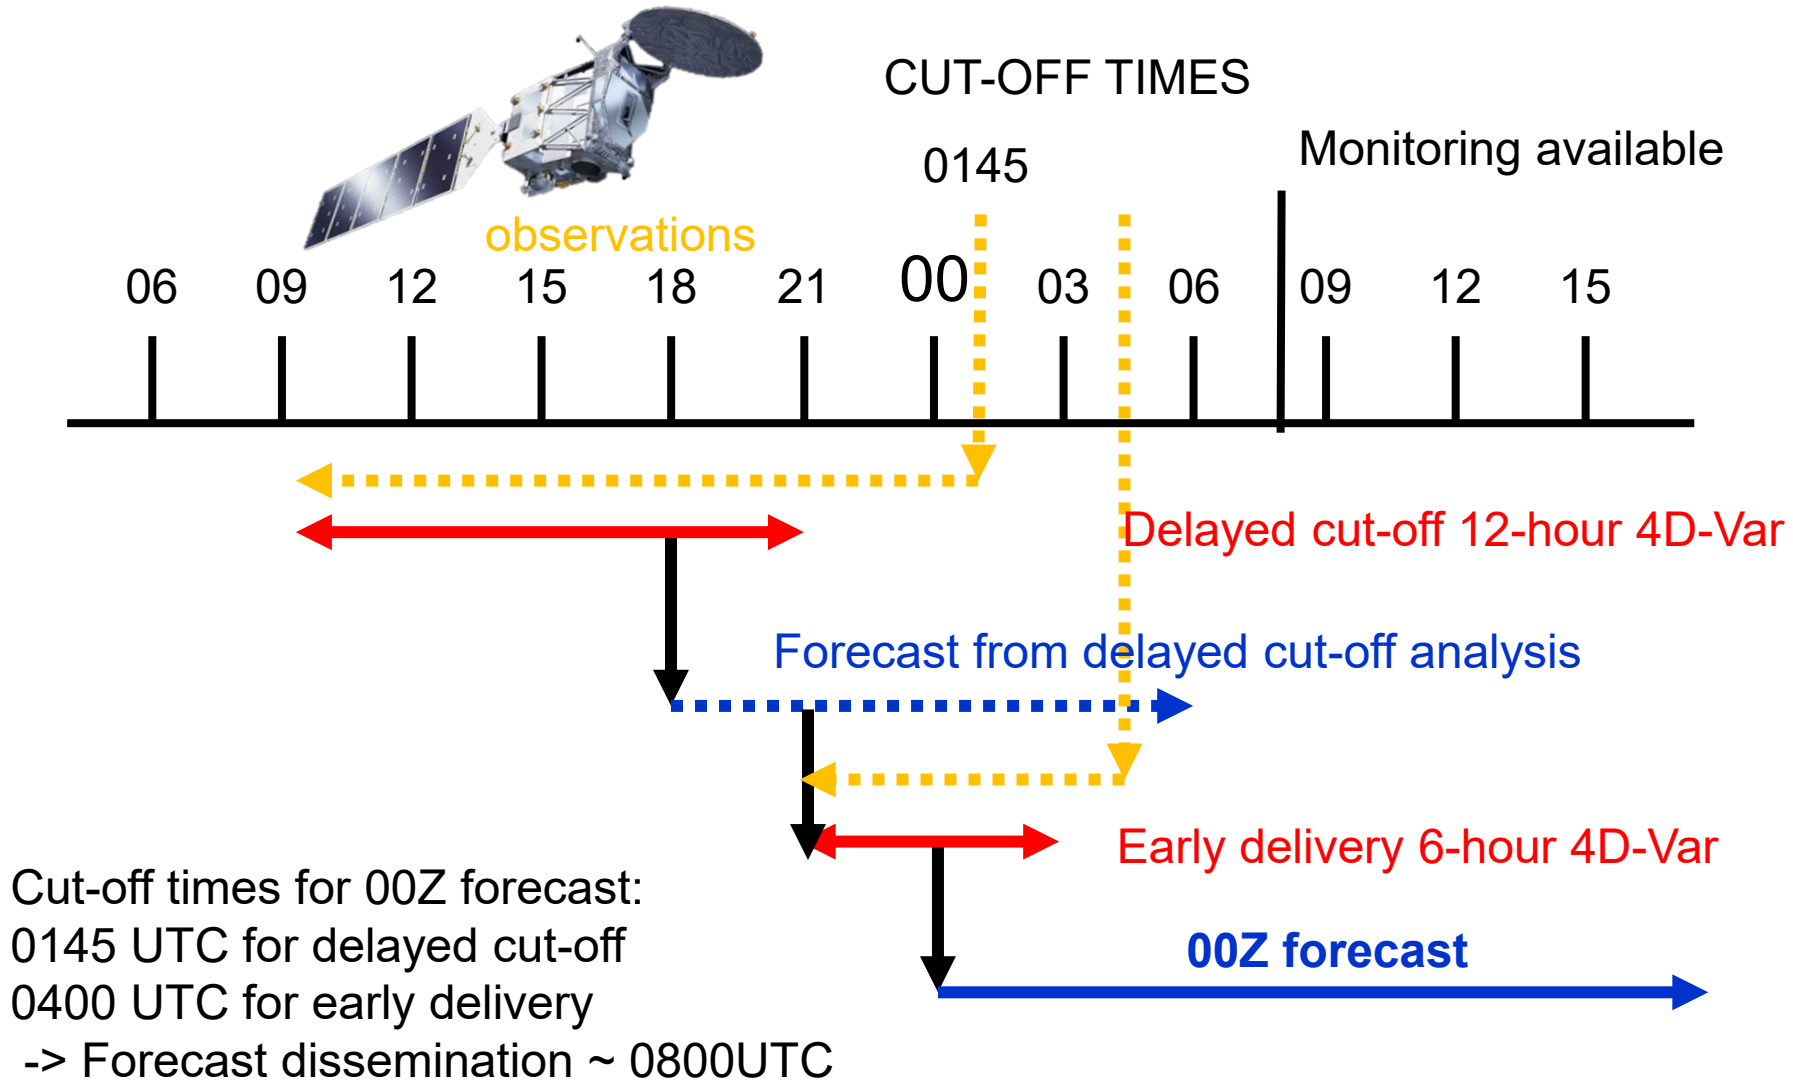 CUT-OFF TIMES
0145
Monitoring available
observations
06 09 12 15 18 21 00 03 06 09 12 15
Delayed cut-off 12-hour 4D-Var
Forecast from delayed cut-off analysis
Early delivery 6-hour 4D-Var
00Z forecast
Cut-off times for 00Z forecast:
0145 UTC for delayed cut-off
0400 UTC for early delivery
-> Forecast dissemination ~ 0800UTC